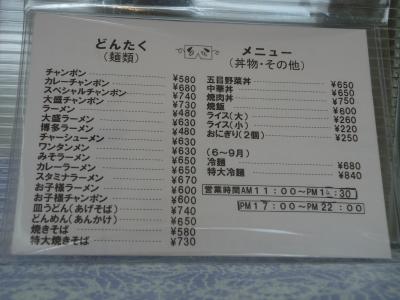 どんたく
(麺類)
チャンポン ¥580
カレーチャンポン ¥680
スペシャルチャンポン ¥740
大盛チャンポン ¥730
ラーメン ¥480
大盛ラーメン ¥630
博多ラーメン ¥480
チャーシューメン ¥630
ワンタンメン
みそラーメン
カレーラーメン ¥650
スタミナラーメン ¥670
お子様ラーメン ¥600
お子様チャンポン ¥600
皿うどん(あげそば) ¥740
どんめん(あんかけ)
焼きそば ¥580
特大焼きそば ¥730
メニュー
(丼物・その他)
五目野菜丼 ¥650
中華丼 ¥650
焼肉丼 ¥750
焼飯 ¥600
ライス(大) ¥260
ライス(小) ¥220
おにぎり(2個) ¥250
(6～9月)
冷麺 ¥680
特大冷麺 ¥840
営業時間AM11:00～PM14:30
PM17:00～PM22:00